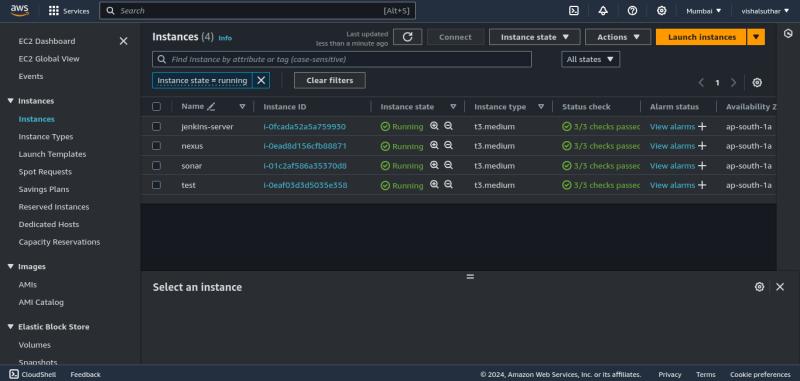 aws Services Search [Alt+S] Mumbai vishalsuthar
EC2 Dashboard
EC2 Global View
Events
Instances
Instances
Instance Types
Launch Templates
Spot Requests
Savings Plans
Reserved Instances
Dedicated Hosts
Capacity Reservations
Images
AMIs
AMI Catalog
Elastic Block Store
Volumes
Snapshots
Instances (4) Info
Last updated
less than a minute ago
Connect Instance state Actions Launch instances
Find Instance by attribute or tag (case-sensitive) All states
Instance state = running Clear filters
1
Name Instance ID Instance state Instance type Status check Alarm status Availability Z
jenkins-server i-0fcada52a5a759930 Running t3.medium 3/3 checks passec View alarms ap-south-1a
nexus i-0ead8d156cfb88871 Running t3.medium 3/3 checks passec View alarms ap-south-1a
sonar i-01c2af586a35370d8 Running t3.medium 3/3 checks passec View alarms ap-south-1a
test i-0eaf03d3d5035e358 Running t3.medium 3/3 checks passec View alarms ap-south-1a
Select an instance
CloudShell Feedback © 2024, Amazon Web Services, Inc. or its affiliates. Privacy Terms Cookie preferences